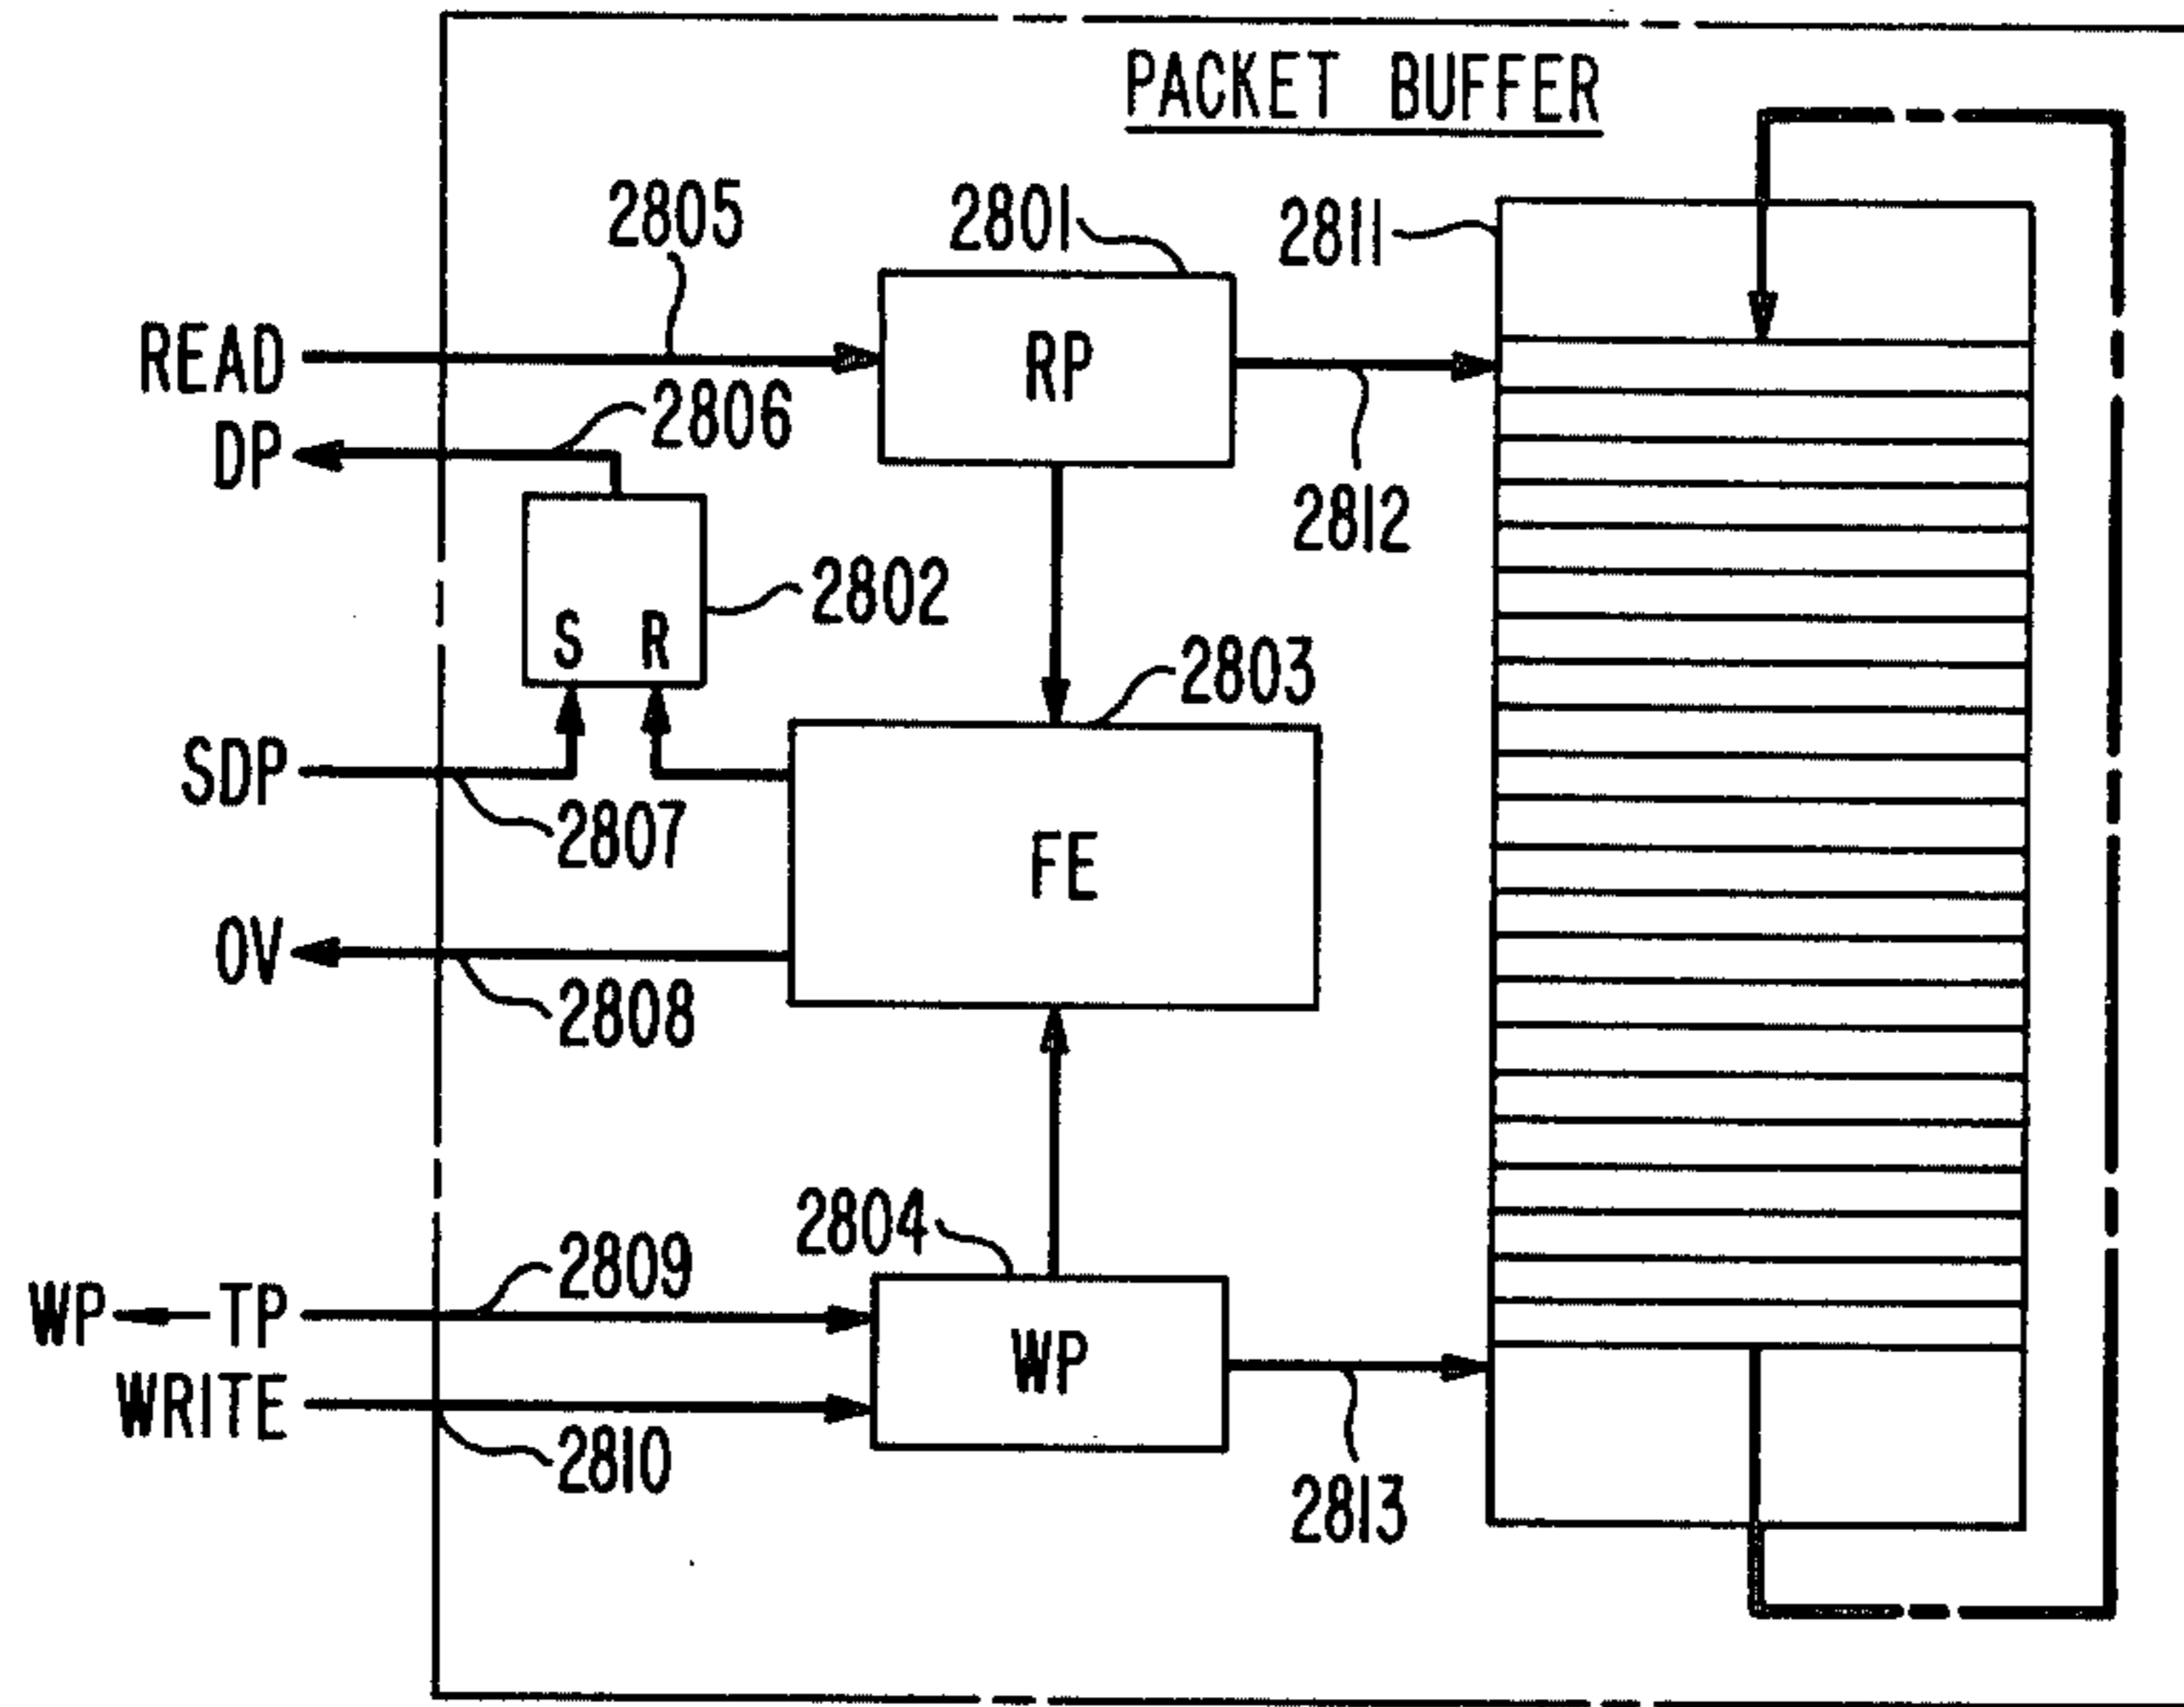 PACKET BUFFER
2805
2801
2811
READ
RP
DP
2806
2812
2802
S R
2803
SDP
2807
FE
OV
2808
2804
2809
WP TP
WP
WRITE
2810
2813